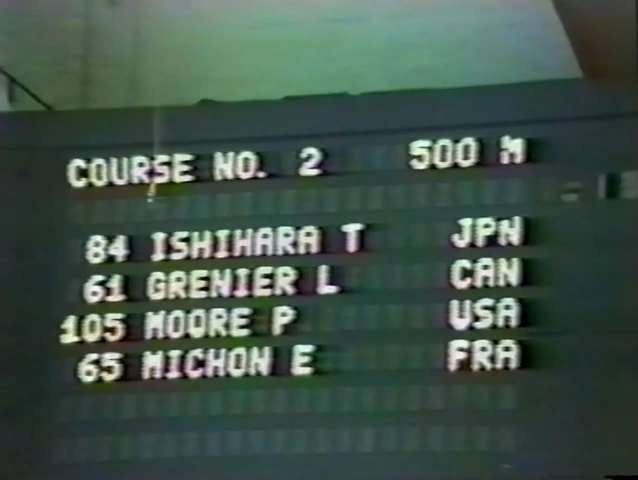 COURSE NO. 2 500 M
84 ISHIHARA T JPN
61 GRENIER L CAN
105 MOORE P USA
65 MICHON E FRA